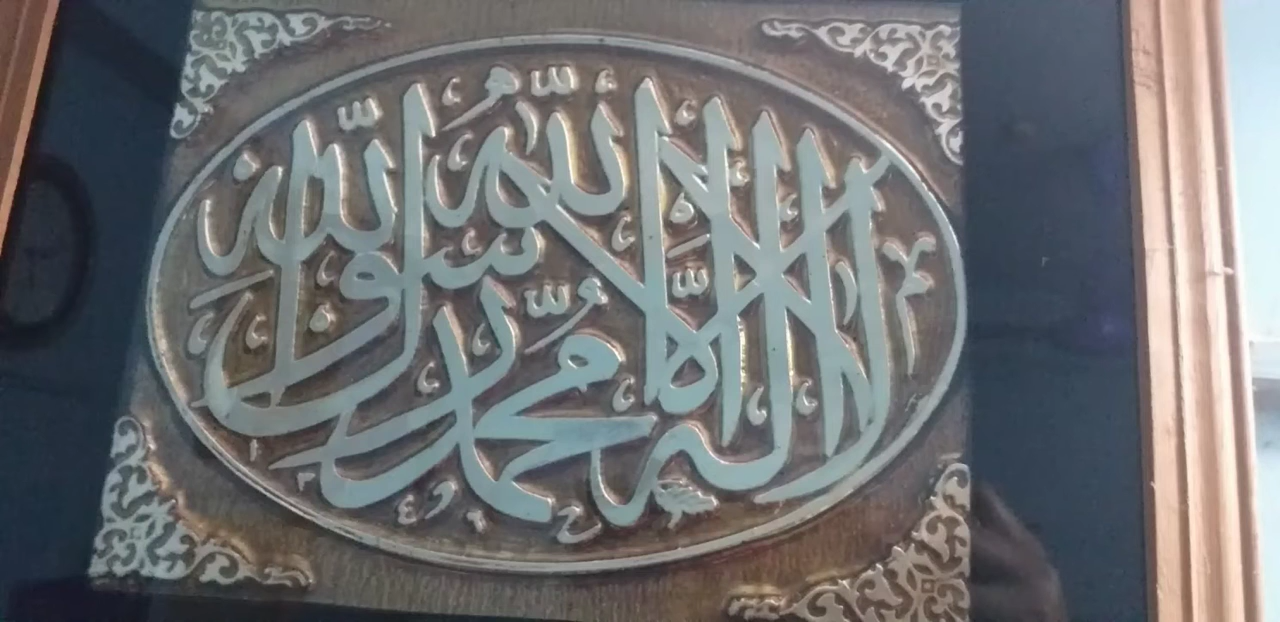 لا إله إلا الله محمد رسول الله